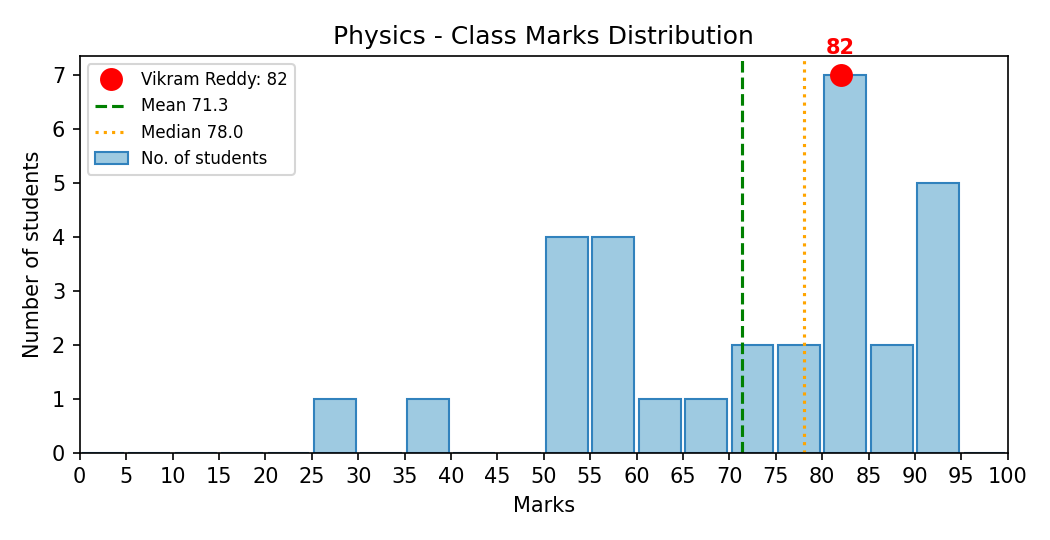 Physics - Class Marks Distribution
82
Vikram Reddy: 82
Mean 71.3
Median 78.0
No. of students
Number of students
7
6
5
4
3
2
1
0
0 5 10 15 20 25 30 35 40 45 50 55 60 65 70 75 80 85 90 95 100
Marks